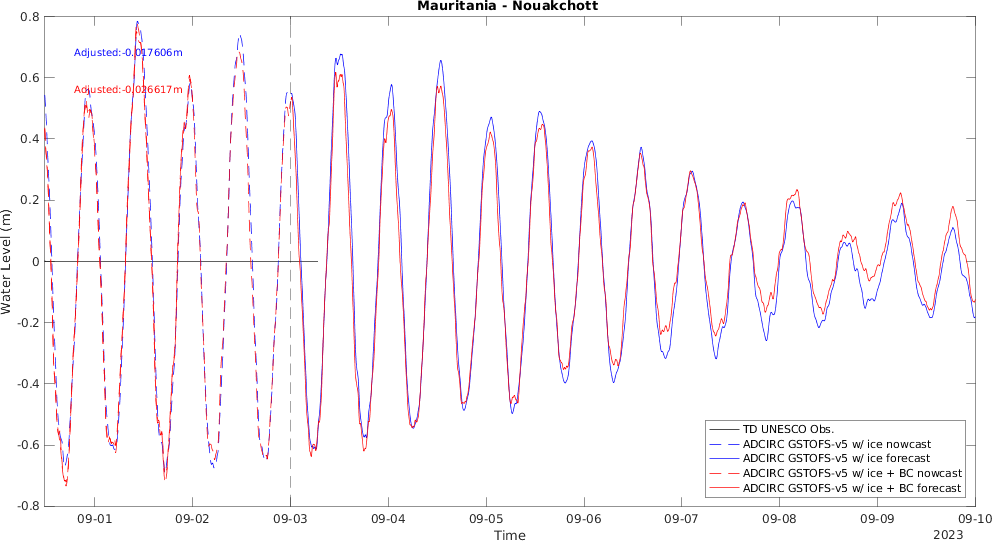 Mauritania - Nouakchott
0.8
0.6
0.4
0.2
0
-0.2
-0.4
-0.6
-0.8
Water Level (m)
Adjusted:-0.017606m
Adjusted:-0.026617m
TD UNESCO Obs.
ADCIRC GSTOFS-v5 w/ ice nowcast
ADCIRC GSTOFS-v5 w/ ice forecast
ADCIRC GSTOFS-v5 w/ ice + BC nowcast
ADCIRC GSTOFS-v5 w/ ice + BC forecast
09-01 09-02 09-03 09-04 09-05 09-06 09-07 09-08 09-09 09-10
Time
2023